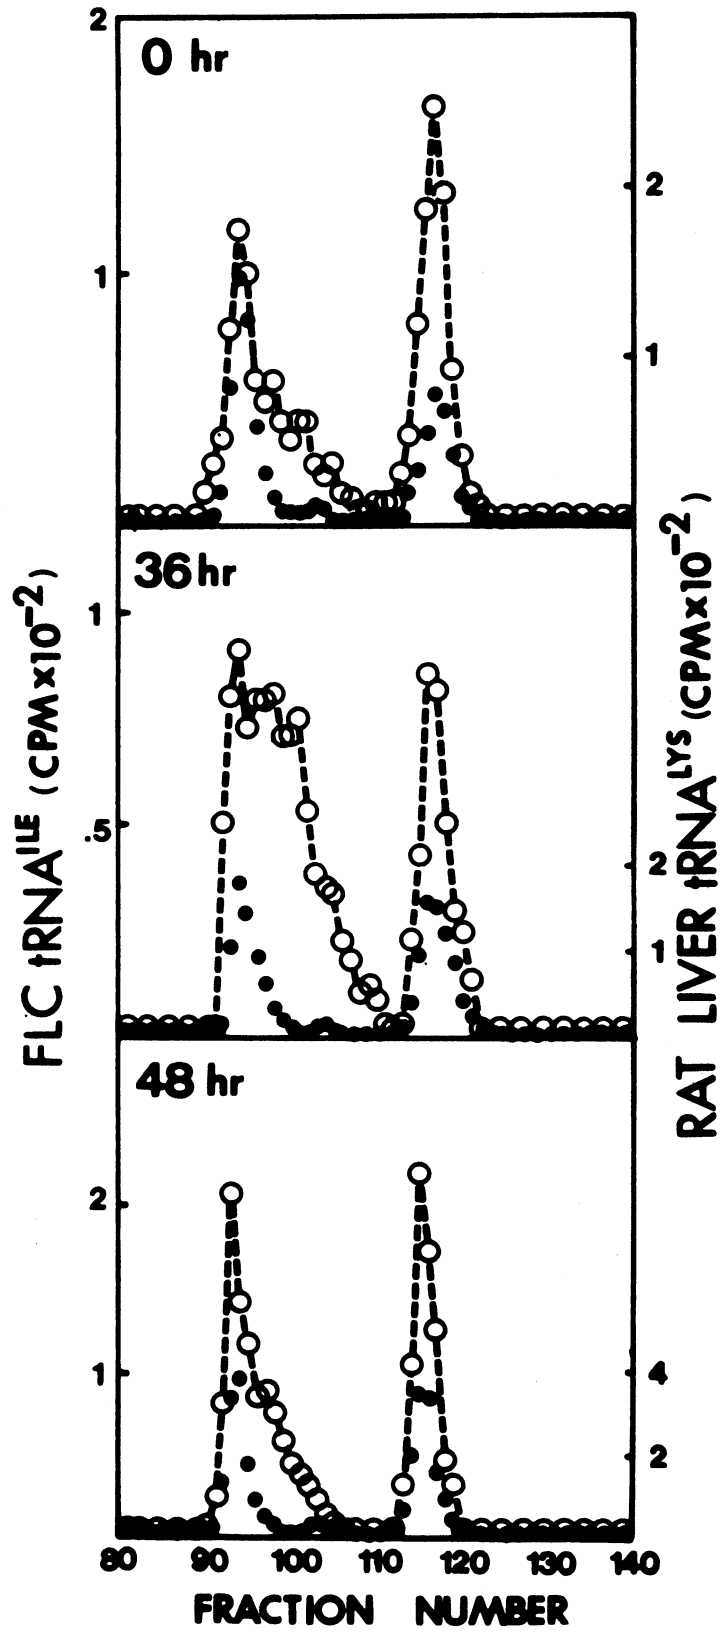 2
0 hr
1
2
1
36 hr
1
.5
2
1
48 hr
2
1
4
2
80 90 100 110 120 130 140
FRACTION NUMBER
FLC tRNA^ILE (CPM×10^-2)
RAT LIVER tRNA^LYS (CPM×10^-2)